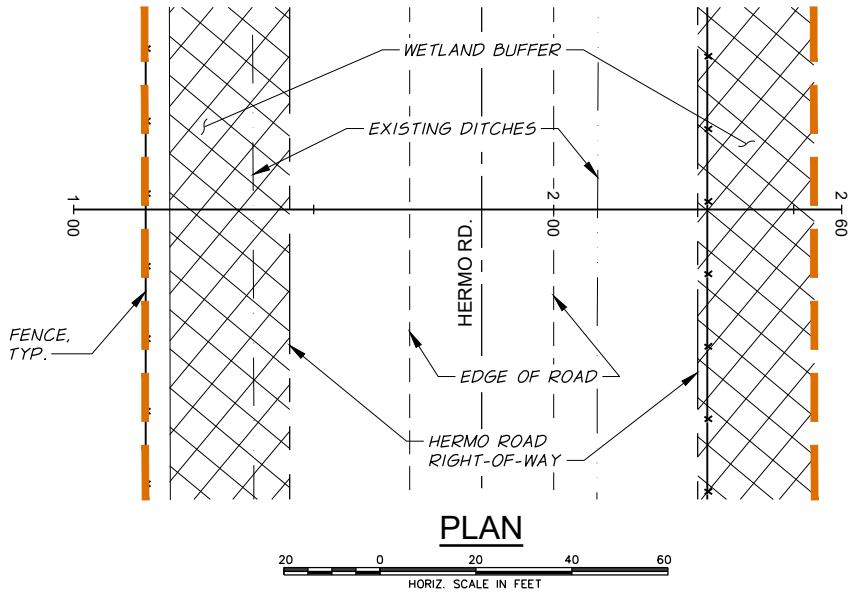 WETLAND BUFFER
EXISTING DITCHES
1
00
2
00
2
60
HERMO RD.
FENCE,
TYP.
EDGE OF ROAD
HERMO ROAD
RIGHT-OF-WAY
PLAN
20 0 20 40 60
HORIZ. SCALE IN FEET